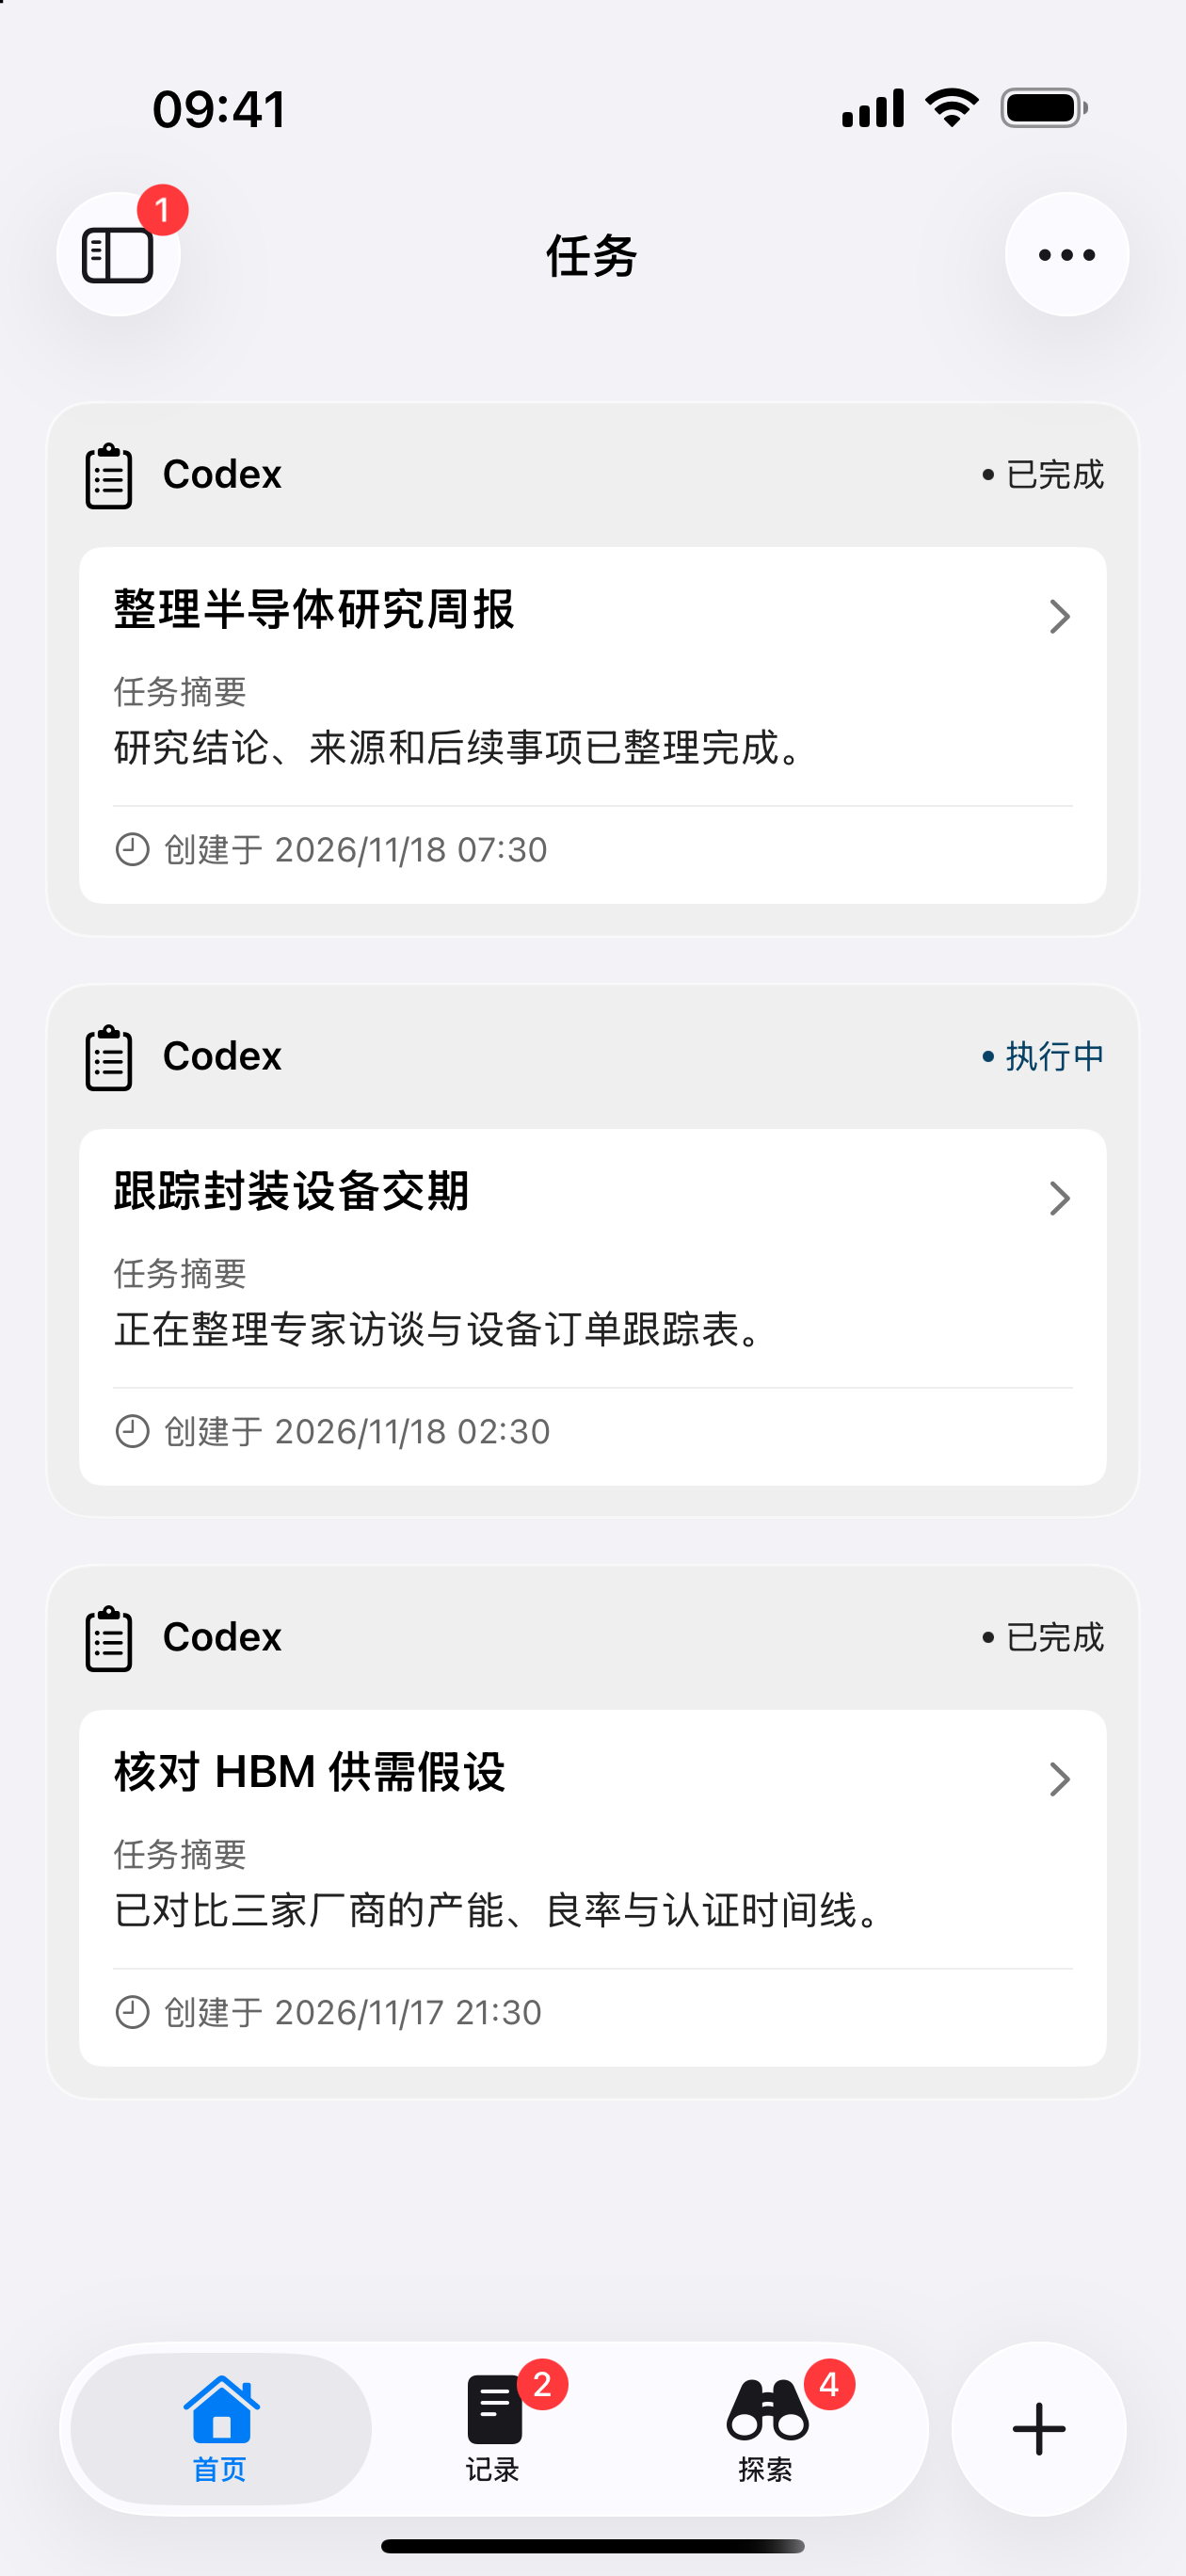 09:41
1
任务
Codex
已完成
整理半导体研究周报
任务摘要
研究结论、来源和后续事项已整理完成。
创建于 2026/11/18 07:30
Codex
执行中
跟踪封装设备交期
任务摘要
正在整理专家访谈与设备订单跟踪表。
创建于 2026/11/18 02:30
Codex
已完成
核对 HBM 供需假设
任务摘要
已对比三家厂商的产能、良率与认证时间线。
创建于 2026/11/17 21:30
2
4
首页
记录
探索